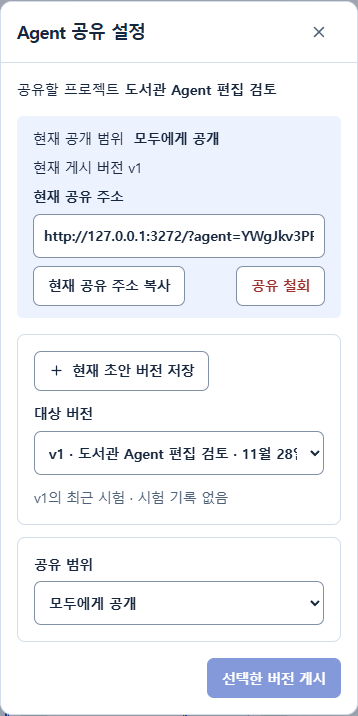 Agent 공유 설정
공유할 프로젝트 도서관 Agent 편집 검토
현재 공개 범위 모두에게 공개
현재 게시 버전 v1
현재 공유 주소
http://127.0.0.1:3272/?agent=YWgJkv3PF
현재 공유 주소 복사
공유 철회
+ 현재 초안 버전 저장
대상 버전
v1 · 도서관 Agent 편집 검토 · 11월 28일
v1의 최근 시험 · 시험 기록 없음
공유 범위
모두에게 공개
선택한 버전 게시